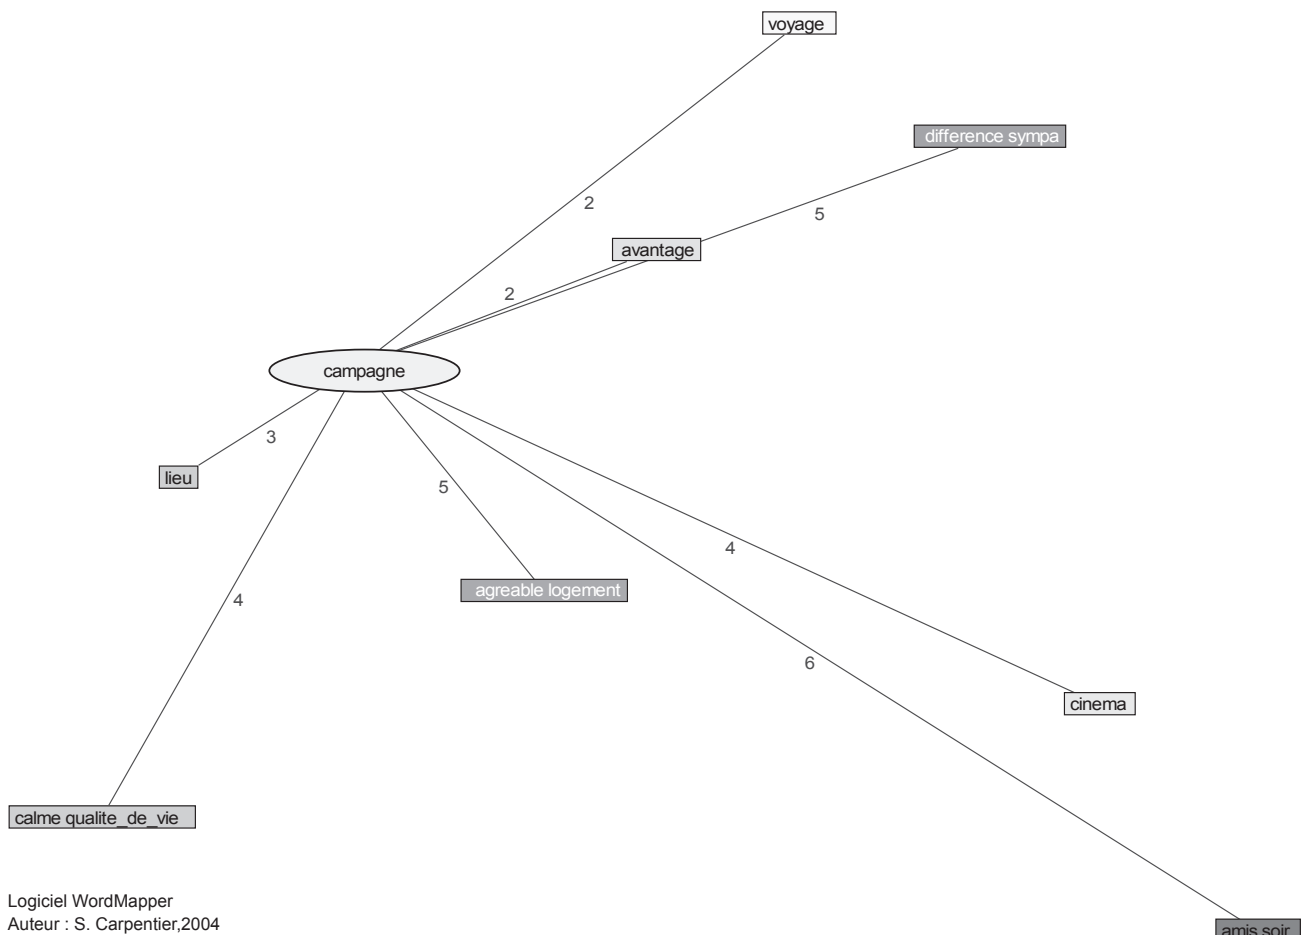 voyage
difference sympa
2
5
avantage
2
campagne
3
lieu
5
4
agreable logement
4
6
cinema
calme qualite_de_vie
Logiciel WordMapper
Auteur : S. Carpentier,2004
amis soir